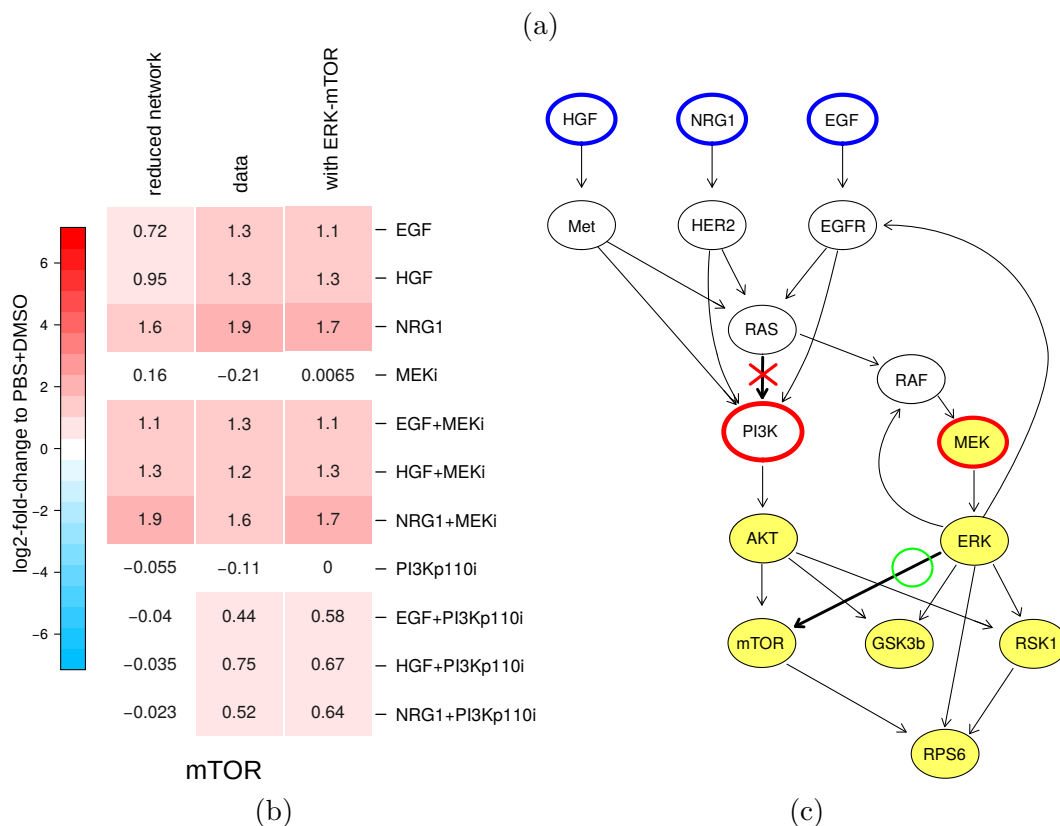 (a)
reduced network
data
with ERK-mTOR
log2-fold-change to PBS+DMSO
6
4
2
0
−2
−4
−6
0.72 1.3 1.1 EGF
0.95 1.3 1.3 HGF
1.6 1.9 1.7 NRG1
0.16 −0.21 0.0065 MEKi
1.1 1.3 1.1 EGF+MEKi
1.3 1.2 1.3 HGF+MEKi
1.9 1.6 1.7 NRG1+MEKi
−0.055 −0.11 0 PI3Kp110i
−0.04 0.44 0.58 EGF+PI3Kp110i
−0.035 0.75 0.67 HGF+PI3Kp110i
−0.023 0.52 0.64 NRG1+PI3Kp110i
mTOR
(b)
HGF NRG1 EGF
Met HER2 EGFR
RAS
RAF
PI3K MEK
AKT ERK
mTOR GSK3b RSK1
RPS6
(c)